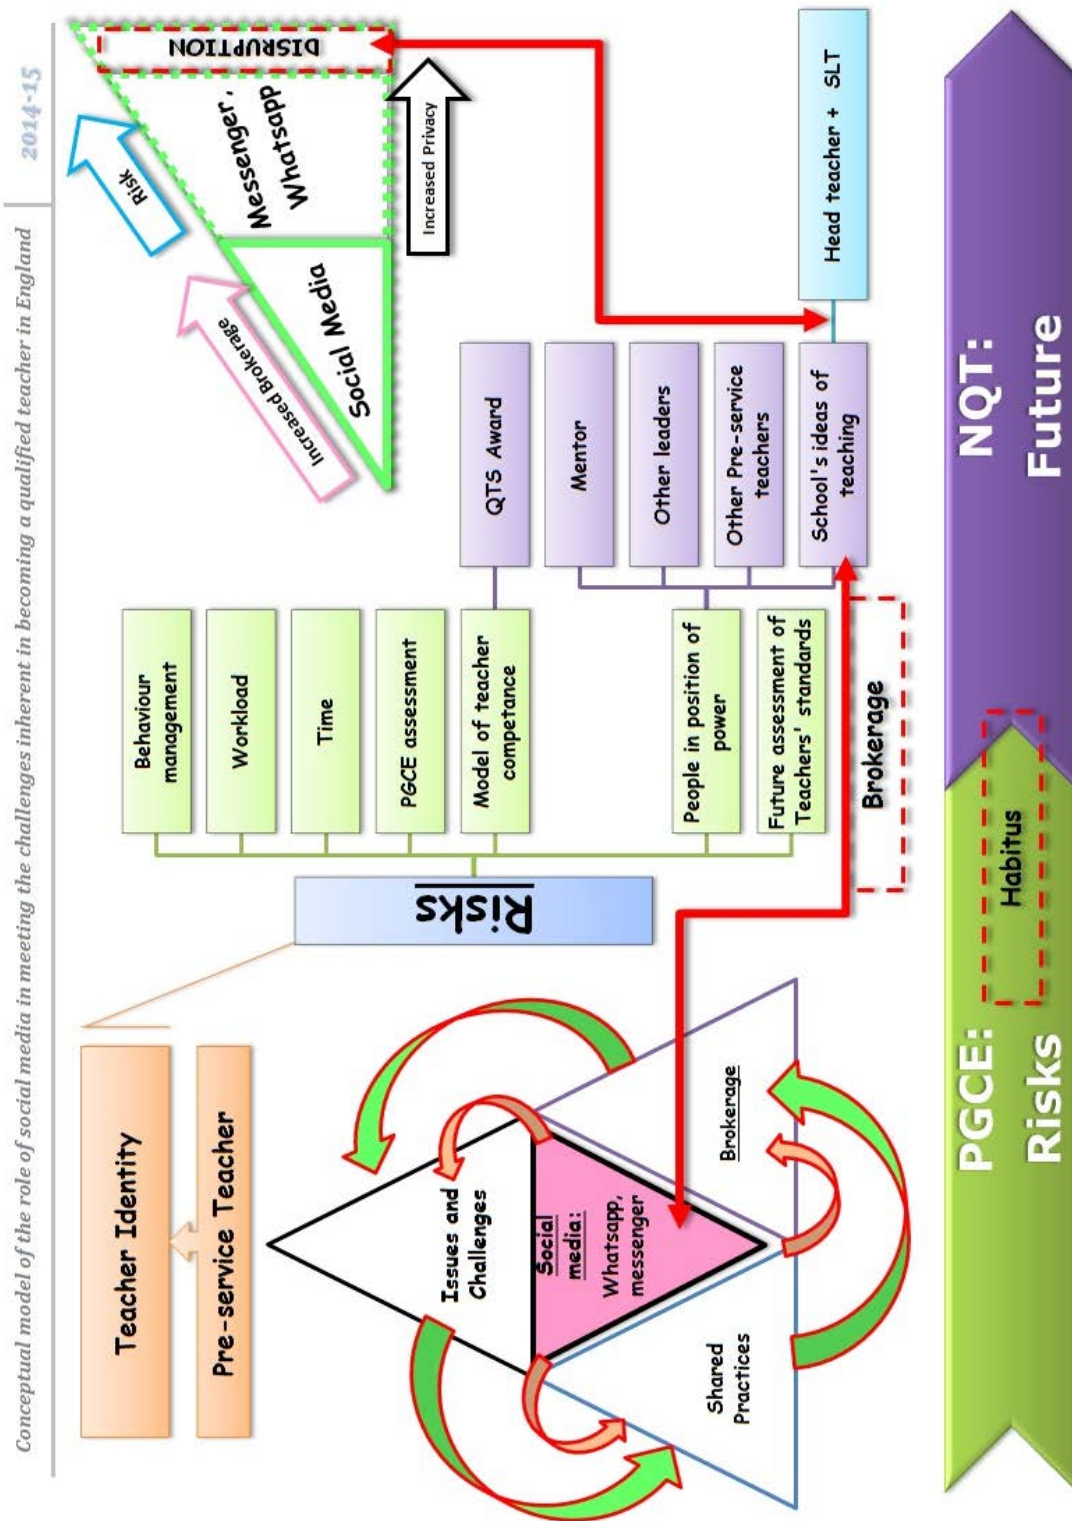 Conceptual model of the role of social media in meeting the challenges inherent in becoming a qualified teacher in England
2014-15
Teacher Identity
Pre-service Teacher
Risks
Behaviour
management
Workload
Time
PGCE assessment
Model of teacher
competance
People in position of
power
Future assessment of
Teachers' standards
QTS Award
Mentor
Other leaders
Other Pre-service
teachers
School's ideas of
teaching
Head teacher + SLT
Increased Brokerage
Risk
Social Media
Messenger,
Whatsapp
DISRUPTION
Increased Privacy
Issues and
Challenges
Social
media:
Whatsapp,
messenger
Shared
Practices
Brokerage
Brokerage
PGCE:
Risks
Habitus
NQT:
Future